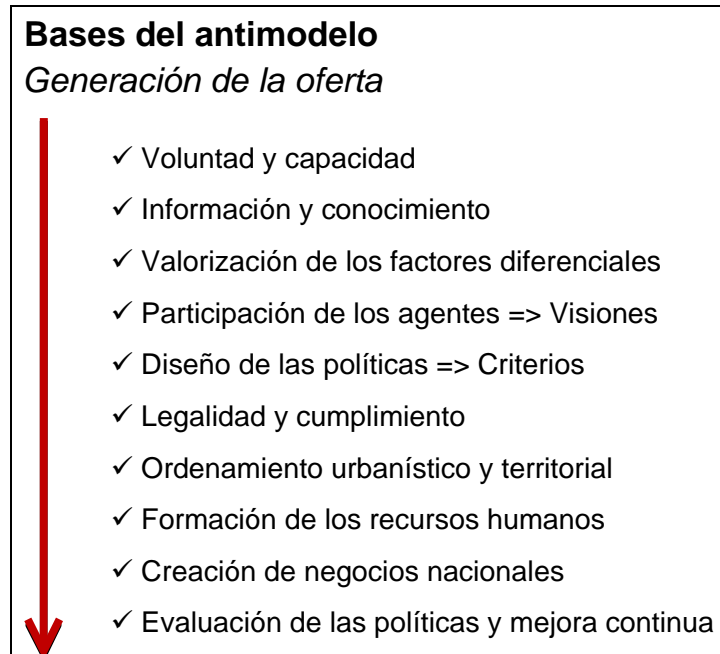 Bases del antimodelo
Generación de la oferta
✓ Voluntad y capacidad
✓ Información y conocimiento
✓ Valorización de los factores diferenciales
✓ Participación de los agentes => Visiones
✓ Diseño de las políticas => Criterios
✓ Legalidad y cumplimiento
✓ Ordenamiento urbanístico y territorial
✓ Formación de los recursos humanos
✓ Creación de negocios nacionales
✓ Evaluación de las políticas y mejora continua